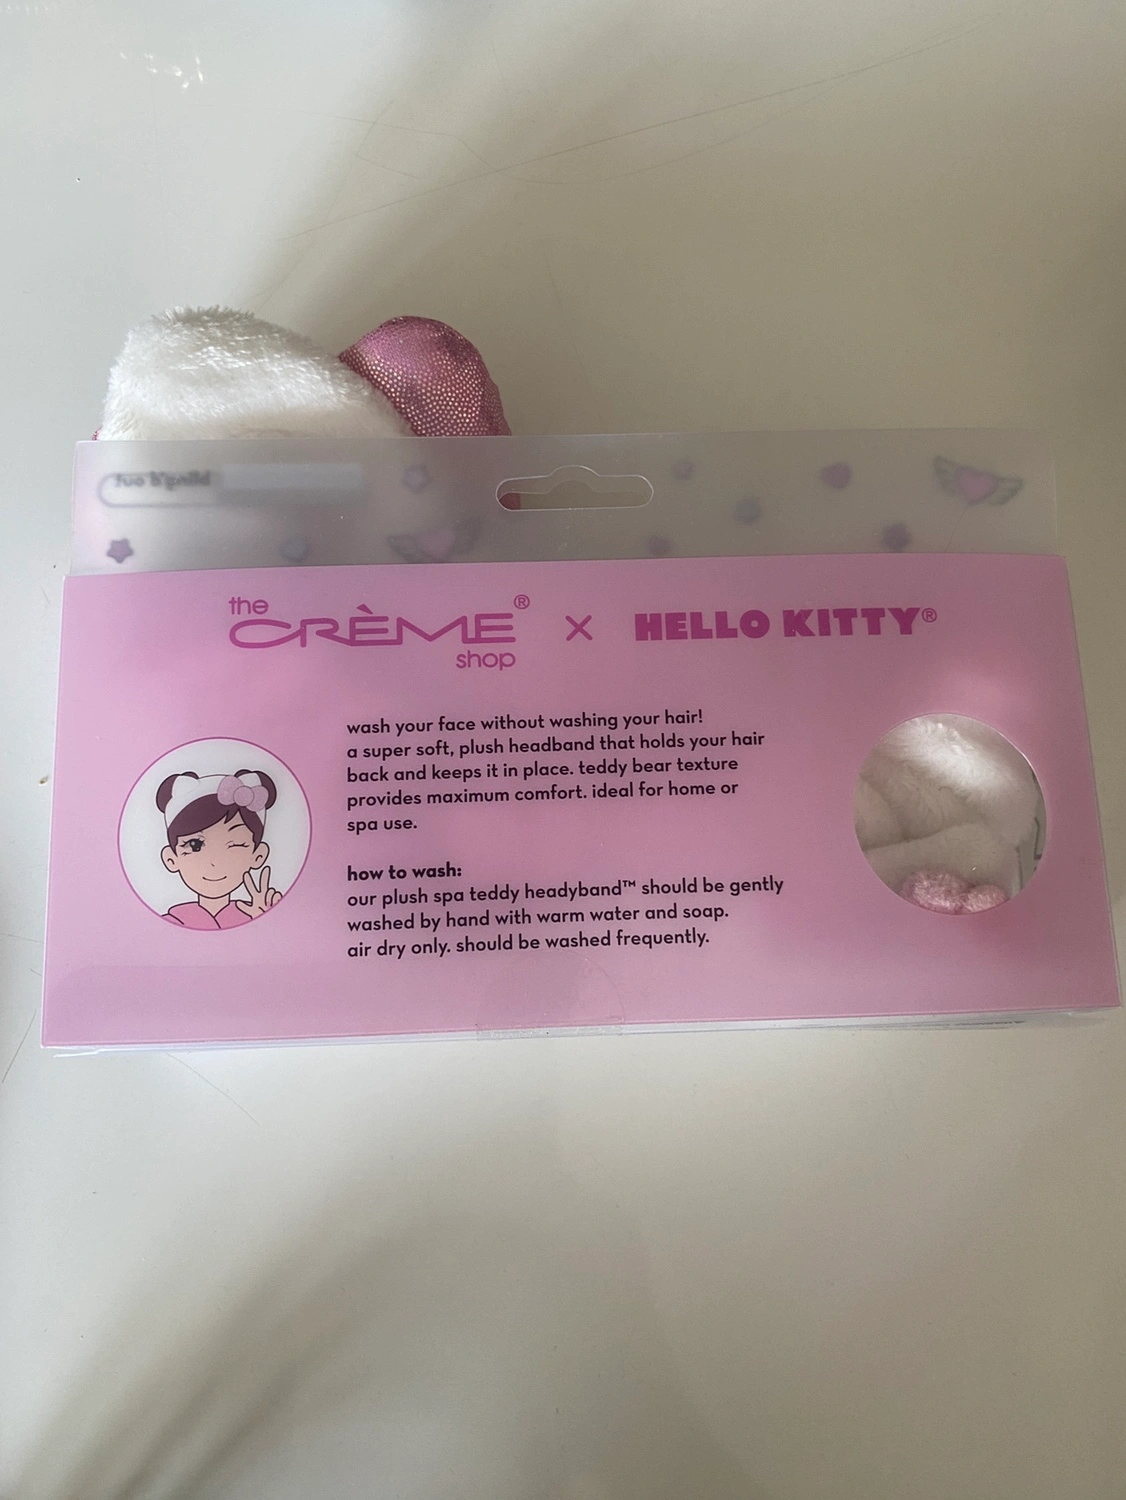 bling'd out
the
CRÈME®
shop
X HELLO KITTY®
wash your face without washing your hair!
a super soft, plush headband that holds your hair
back and keeps it in place. teddy bear texture
provides maximum comfort. ideal for home or
spa use.
how to wash:
our plush spa teddy headyband™ should be gently
washed by hand with warm water and soap.
air dry only. should be washed frequently.